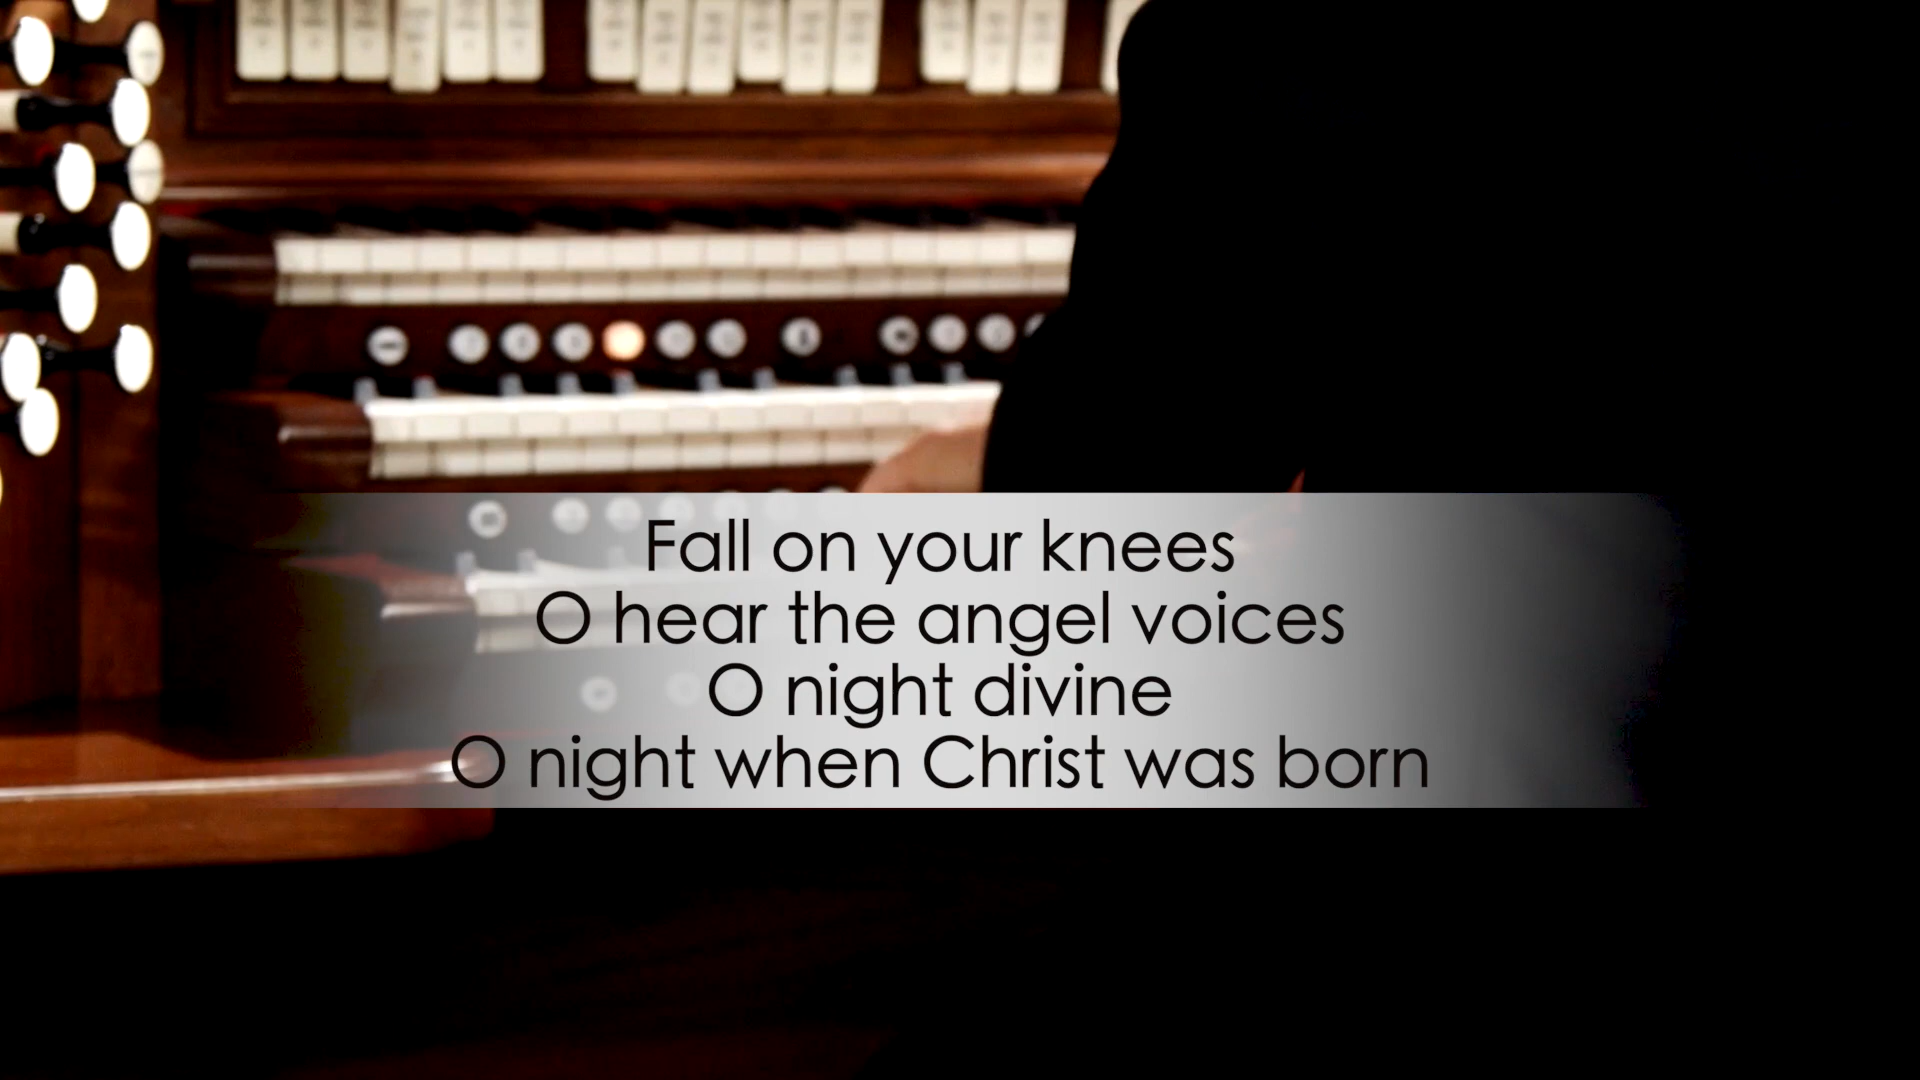 Fall on your knees
O hear the angel voices
O night divine
O night when Christ was born